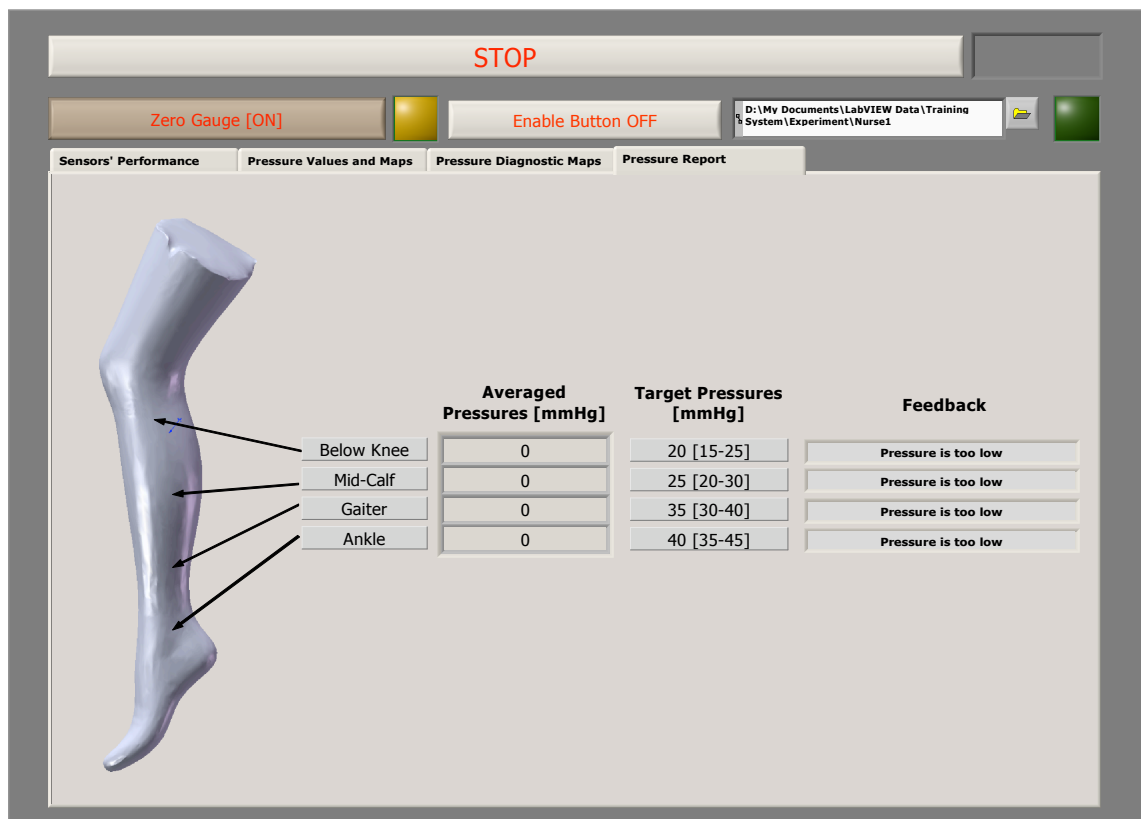 STOP
Zero Gauge [ON]
Enable Button OFF
D:\My Documents\LabVIEW Data\Training
System\Experiment\Nurse1
Sensors' Performance
Pressure Values and Maps
Pressure Diagnostic Maps
Pressure Report
Averaged
Pressures [mmHg]
Target Pressures
[mmHg]
Feedback
Below Knee 0 20 [15-25] Pressure is too low
Mid-Calf 0 25 [20-30] Pressure is too low
Gaiter 0 35 [30-40] Pressure is too low
Ankle 0 40 [35-45] Pressure is too low